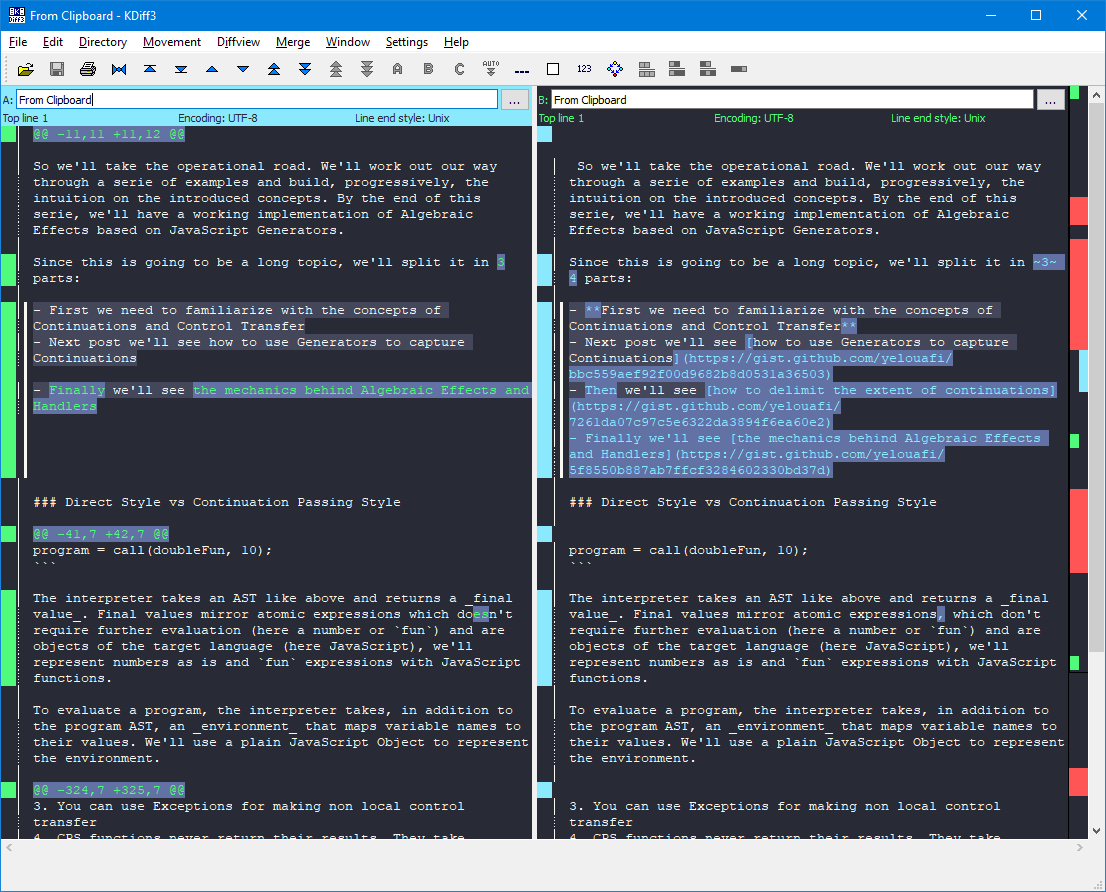 From Clipboard - KDiff3
File Edit Directory Movement Diffview Merge Window Settings Help
A B C AUTO 123
A: From Clipboard ...
Top line 1 Encoding: UTF-8 Line end style: Unix
@@ -11,11 +11,12 @@
So we'll take the operational road. We'll work out our way
through a serie of examples and build, progressively, the
intuition on the introduced concepts. By the end of this
serie, we'll have a working implementation of Algebraic
Effects based on JavaScript Generators.
Since this is going to be a long topic, we'll split it in 3
parts:
- First we need to familiarize with the concepts of
Continuations and Control Transfer
- Next post we'll see how to use Generators to capture
Continuations
- Finally we'll see the mechanics behind Algebraic Effects and
Handlers
### Direct Style vs Continuation Passing Style
@@ -41,7 +42,7 @@
program = call(doubleFun, 10);
```
The interpreter takes an AST like above and returns a _final
value_. Final values mirror atomic expressions which doesn't
require further evaluation (here a number or `fun`) and are
objects of the target language (here JavaScript), we'll
represent numbers as is and `fun` expressions with JavaScript
functions.
To evaluate a program, the interpreter takes, in addition to
the program AST, an _environment_ that maps variable names to
their values. We'll use a plain JavaScript Object to represent
the environment.
@@ -324,7 +325,7 @@
3. You can use Exceptions for making non local control
transfer
4. CPS functions never return their results. They take
B: From Clipboard ...
Top line 1 Encoding: UTF-8 Line end style: Unix
So we'll take the operational road. We'll work out our way
through a serie of examples and build, progressively, the
intuition on the introduced concepts. By the end of this
serie, we'll have a working implementation of Algebraic
Effects based on JavaScript Generators.
Since this is going to be a long topic, we'll split it in ~3~
4 parts:
- **First we need to familiarize with the concepts of
Continuations and Control Transfer**
- Next post we'll see [how to use Generators to capture
Continuations](https://gist.github.com/yelouafi/
bbc559aef92f00d9682b8d0531a36503)
- Then we'll see [how to delimit the extent of continuations]
(https://gist.github.com/yelouafi/
7261da07c97c5e6322da3894f6ea60e2)
- Finally we'll see [the mechanics behind Algebraic Effects
and Handlers](https://gist.github.com/yelouafi/
5f8550b887ab7ffcf3284602330bd37d)
### Direct Style vs Continuation Passing Style
program = call(doubleFun, 10);
```
The interpreter takes an AST like above and returns a _final
value_. Final values mirror atomic expressions, which don't
require further evaluation (here a number or `fun`) and are
objects of the target language (here JavaScript), we'll
represent numbers as is and `fun` expressions with JavaScript
functions.
To evaluate a program, the interpreter takes, in addition to
the program AST, an _environment_ that maps variable names to
their values. We'll use a plain JavaScript Object to represent
the environment.
3. You can use Exceptions for making non local control
transfer
4. CPS functions never return their results. They take